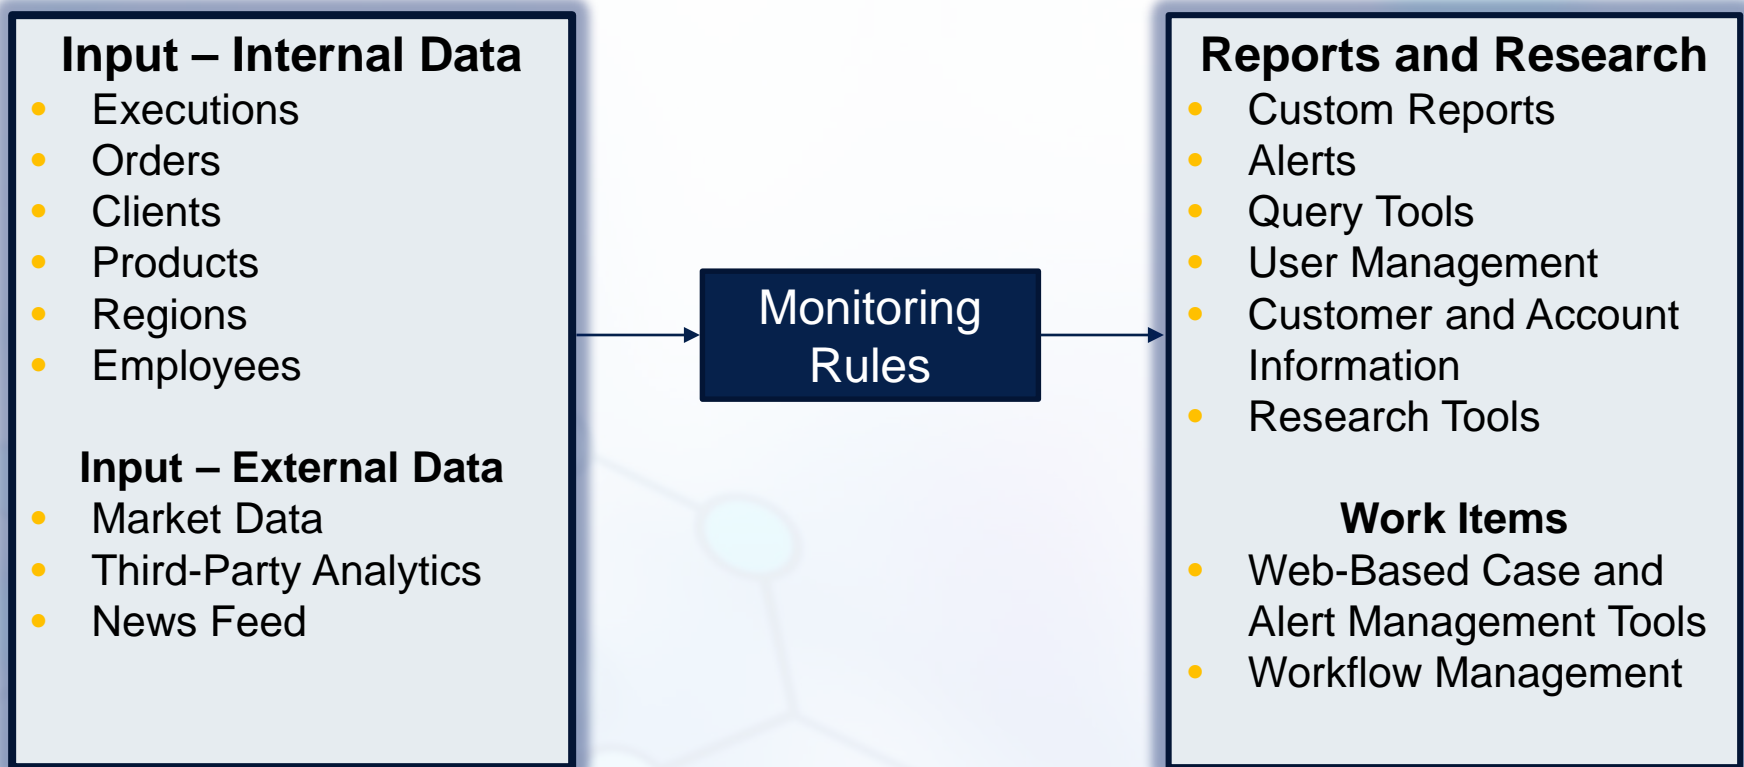 Input – Internal Data
• Executions
• Orders
• Clients
• Products
• Regions
• Employees
Input – External Data
• Market Data
• Third-Party Analytics
• News Feed
Monitoring
Rules
Reports and Research
• Custom Reports
• Alerts
• Query Tools
• User Management
• Customer and Account
Information
• Research Tools
Work Items
• Web-Based Case and
Alert Management Tools
• Workflow Management